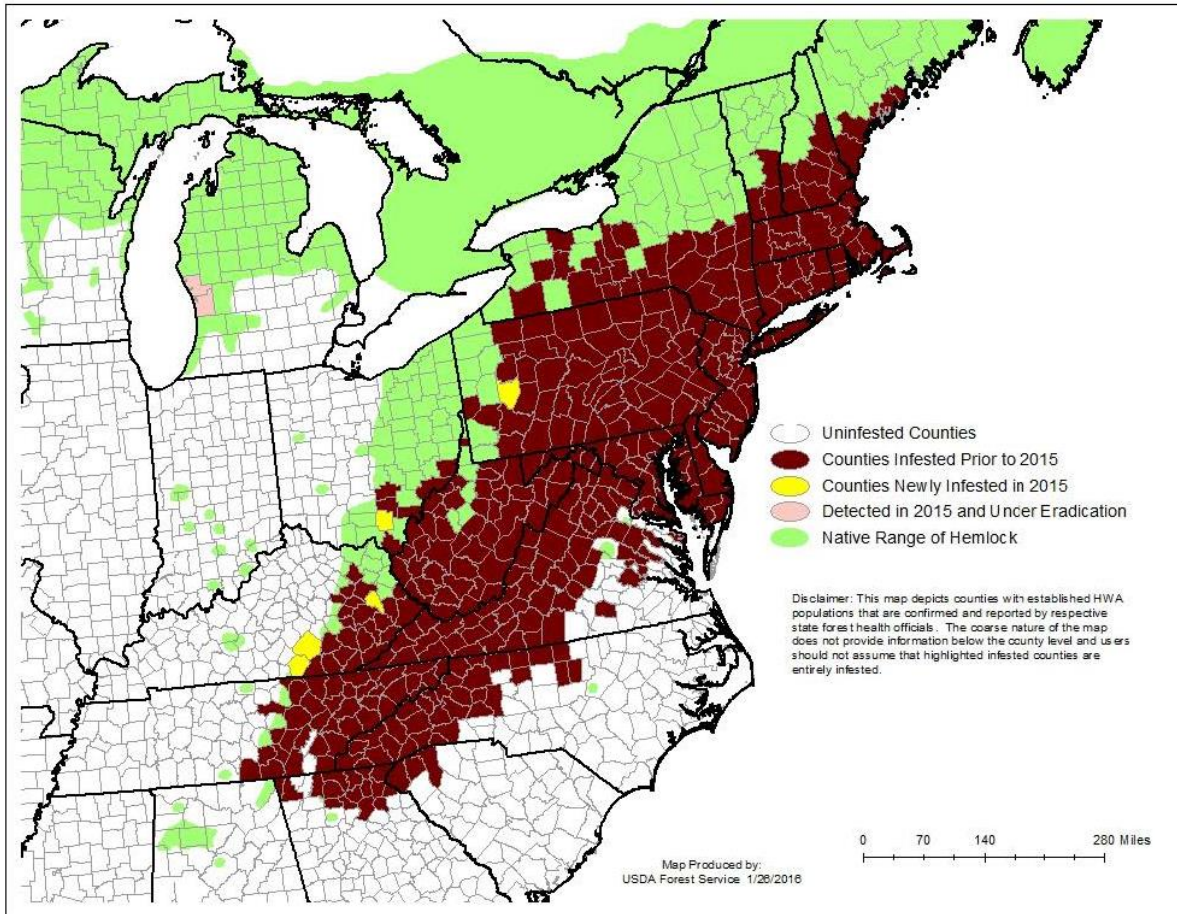 Uninfested Counties
Counties Infested Prior to 2015
Counties Newly Infested in 2015
Detected in 2015 and Under Eradication
Native Range of Hemlock
Disclaimer: This map depicts counties with established HWA
populations that are confirmed and reported by respective
state forest health officials. The coarse nature of the map
does not provide information below the county level and users
should not assume that highlighted infested counties are
entirely infested.
0 70 140 280 Miles
Map Produced by:
USDA Forest Service 1/26/2016